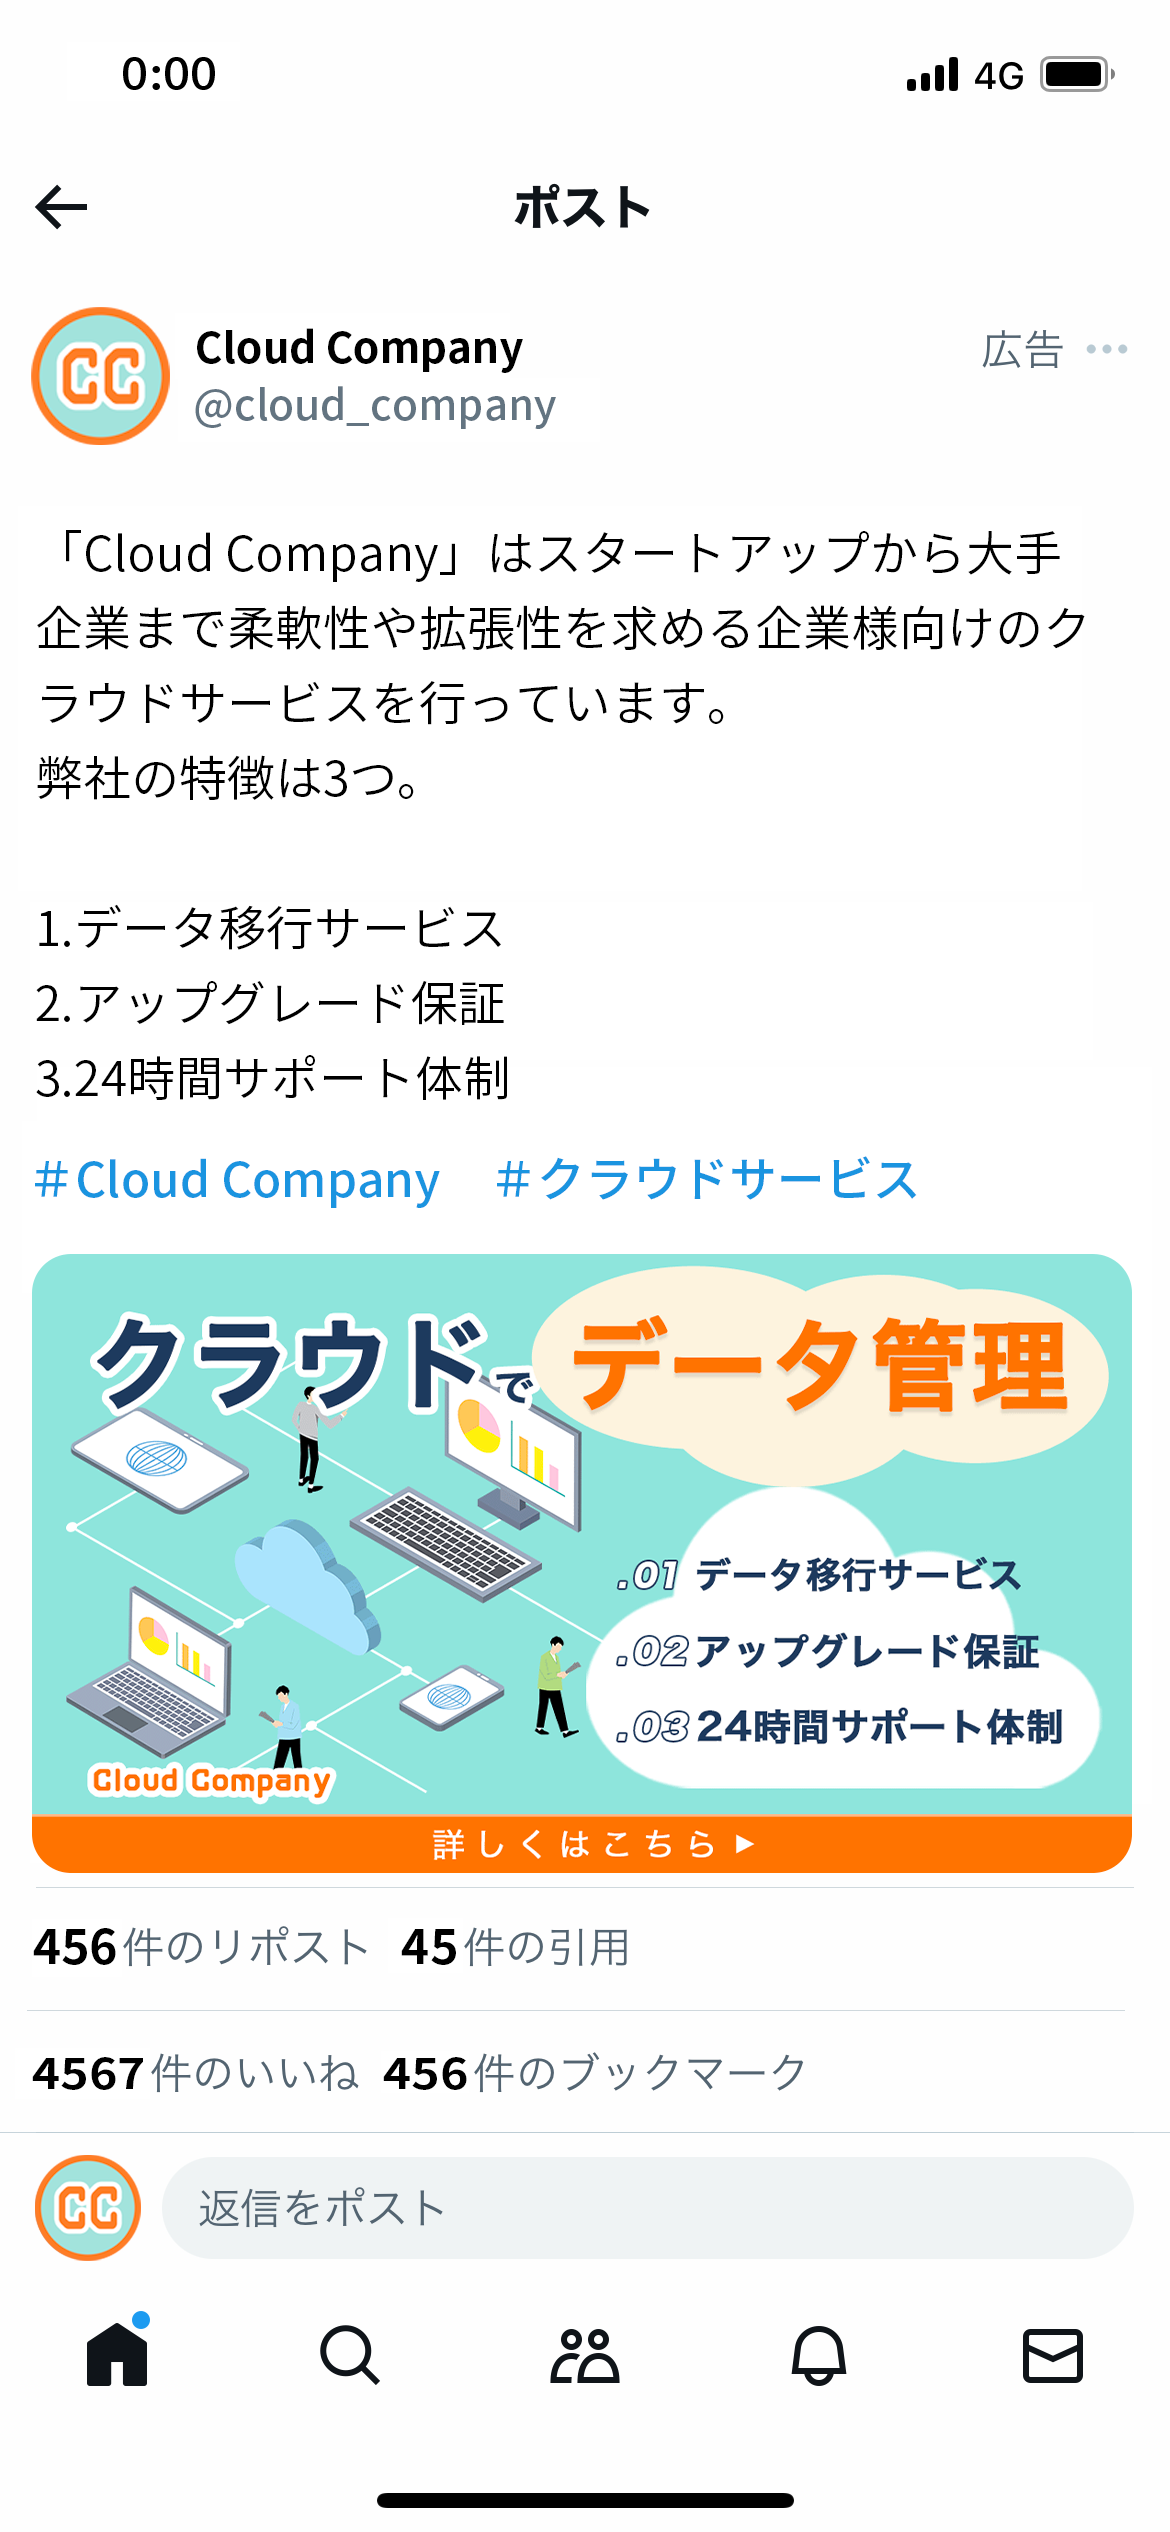 0:00
4G
ポスト
CC
Cloud Company
広告
@cloud_company
「Cloud Company」はスタートアップから大手
企業まで柔軟性や拡張性を求める企業様向けのク
ラウドサービスを行っています。
弊社の特徴は3つ。
1.データ移行サービス
2.アップグレード保証
3.24時間サポート体制
#Cloud Company #クラウドサービス
クラウドで データ管理
.01 データ移行サービス
.02 アップグレード保証
.03 24時間サポート体制
Cloud Company
詳しくはこちら▶
456件のリポスト 45件の引用
4567件のいいね 456件のブックマーク
CC
返信をポスト